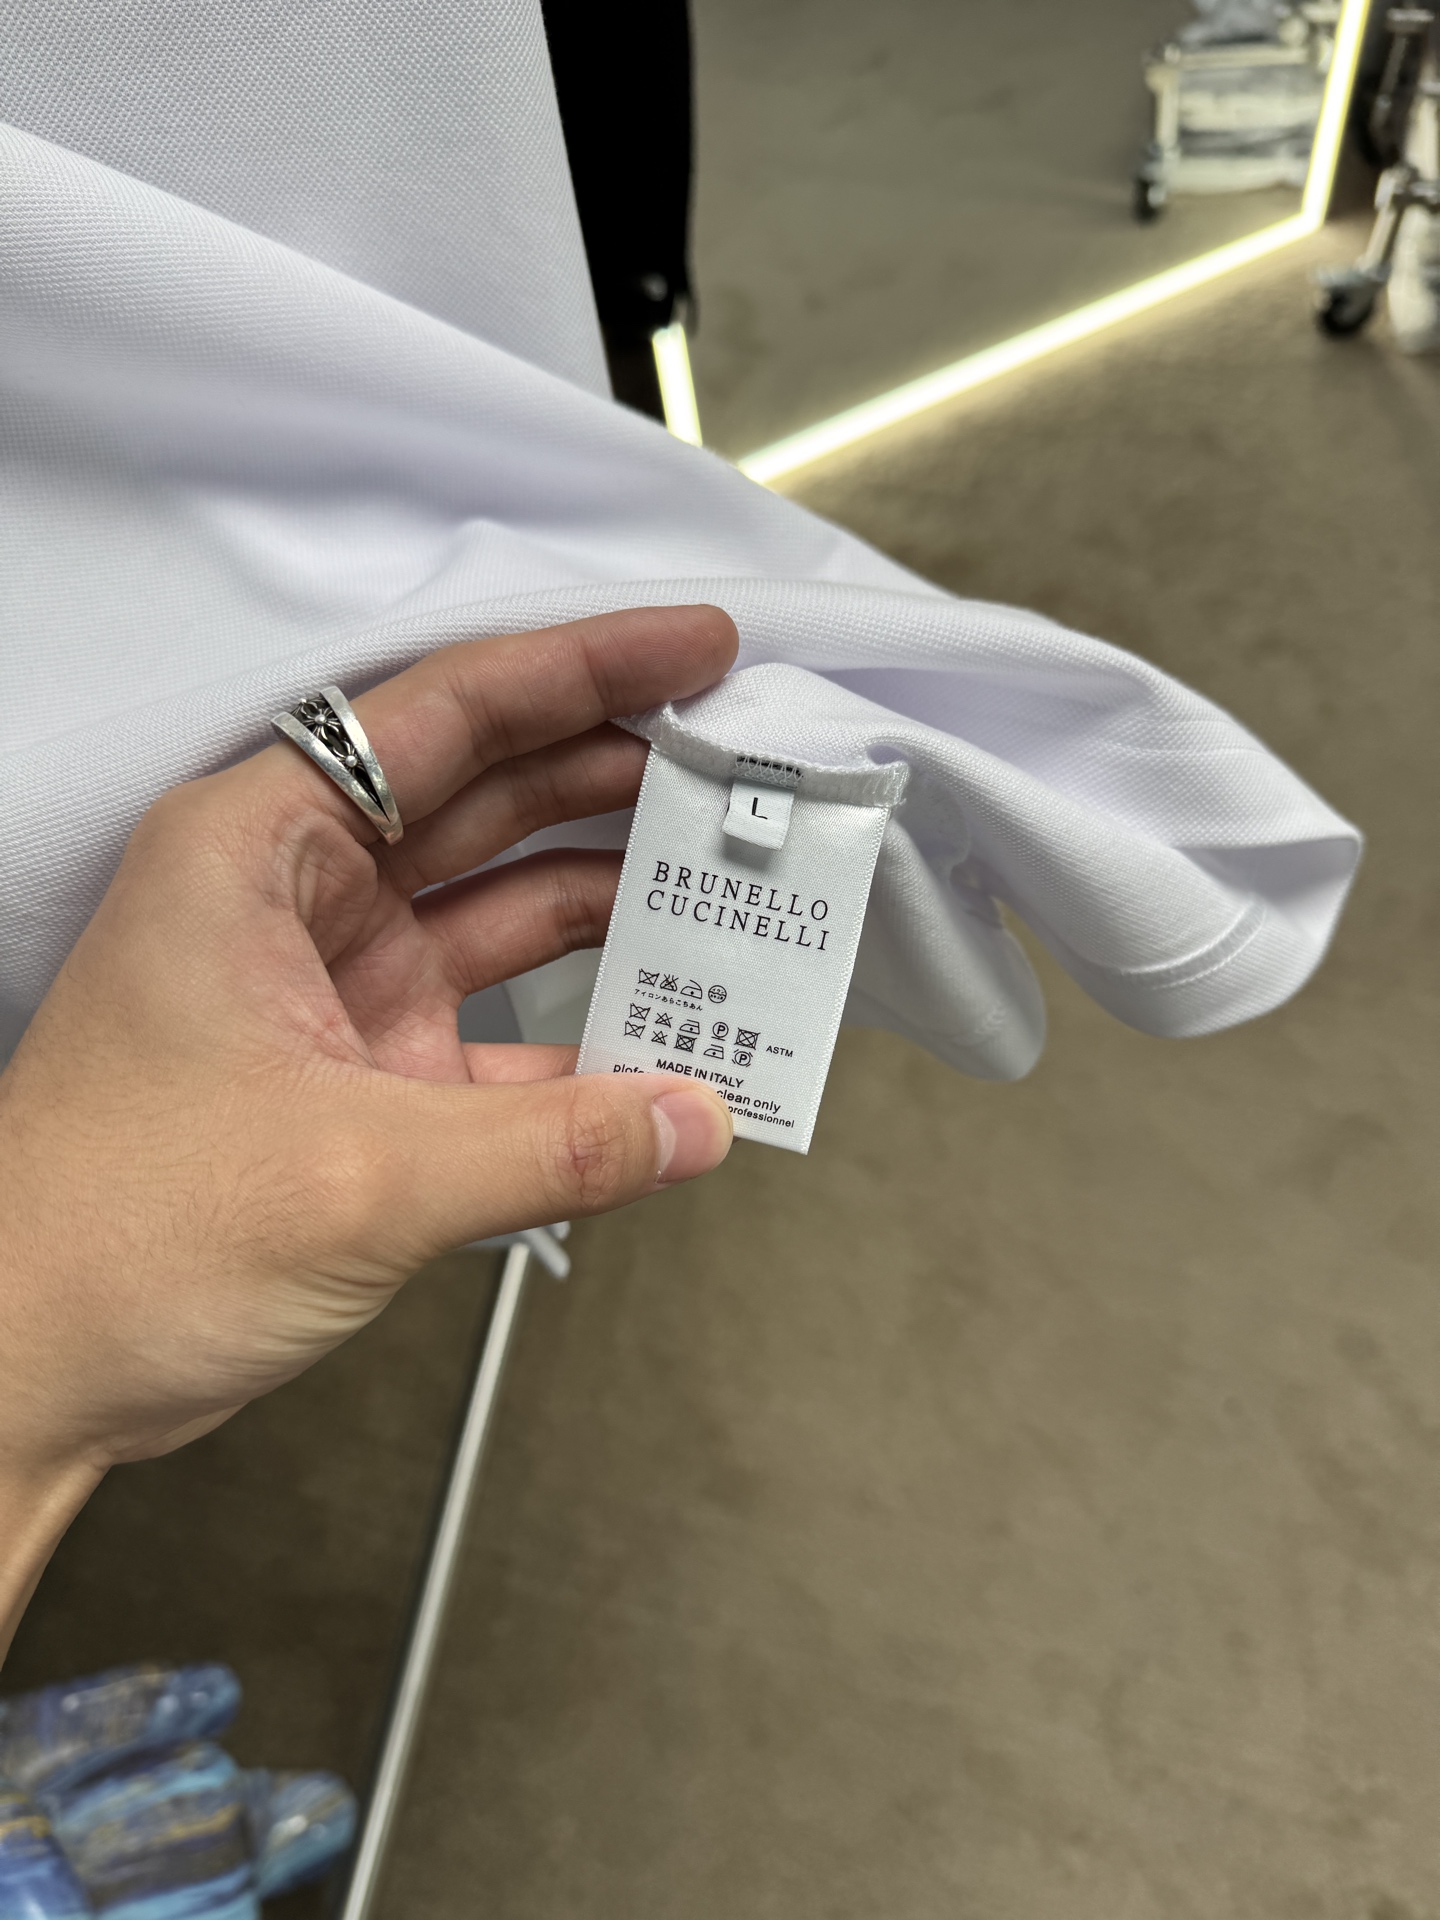 L
BRUNELLO
CUCINELLI
アイロンあらこちあん
P
ASTM
P
MADE IN ITALY
clean only
professionnel